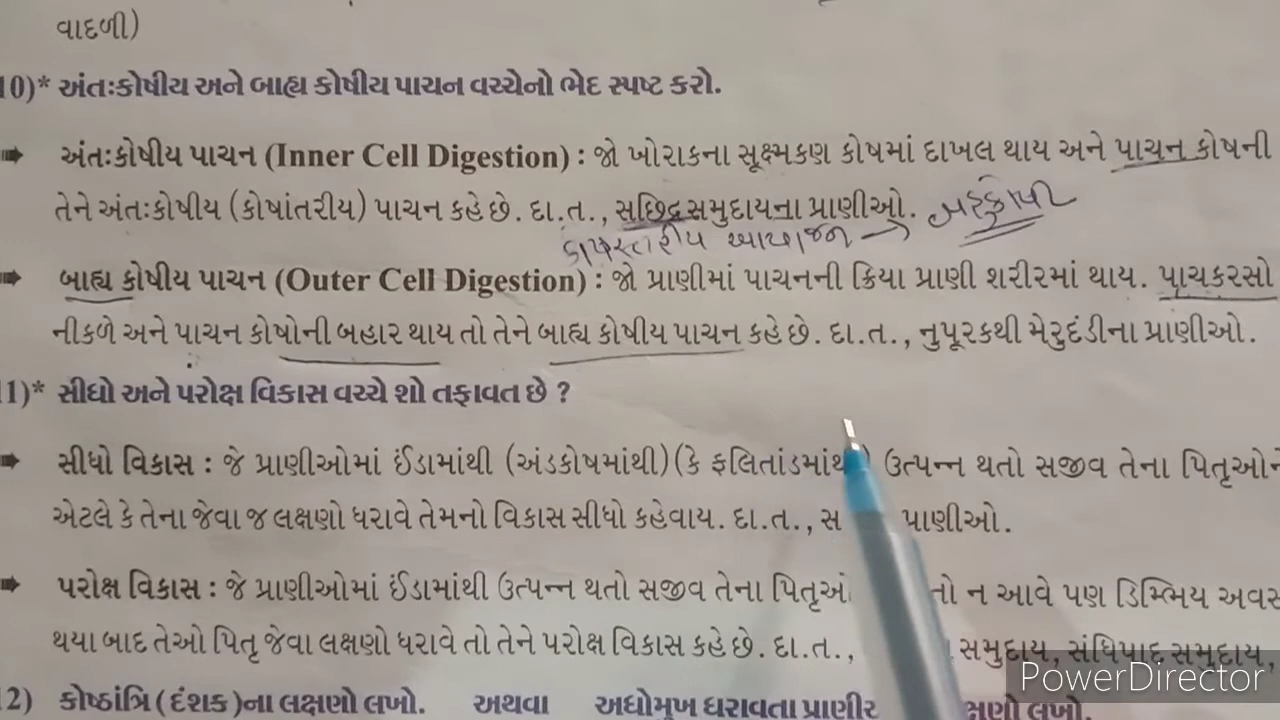 વાદળી)
10)* અંતઃકોષીય અને બાહ્ય કોષીય પાચન વચ્ચેનો ભેદ સ્પષ્ટ કરો.
➠ અંતઃકોષીય પાચન (Inner Cell Digestion) : જો ખોરાકના સૂક્ષ્મકણ કોષમાં દાખલ થાય અને પાચન કોષની
તેને અંતઃકોષીય (કોષાંતરીય) પાચન કહે છે. દા.ત., સછિદ્ર સમુદાયના પ્રાણીઓ.
➠ બાહ્ય કોષીય પાચન (Outer Cell Digestion) : જો પ્રાણીમાં પાચનની ક્રિયા પ્રાણી શરીરમાં થાય. પાચકરસો
નીકળે અને પાચન કોષોની બહાર થાય તો તેને બાહ્ય કોષીય પાચન કહે છે. દા.ત., નુપૂરકથી મેરુદંડીના પ્રાણીઓ.
11)* સીધો અને પરોક્ષ વિકાસ વચ્ચે શો તફાવત છે ?
➠ સીધો વિકાસ : જે પ્રાણીઓમાં ઈંડામાંથી (અંડકોષમાંથી) (કે ફલિતાંડમાંથી) ઉત્પન્ન થતો સજીવ તેના પિતૃઓને
એટલે કે તેના જેવા જ લક્ષણો ધરાવે તેમનો વિકાસ સીધો કહેવાય. દા.ત., પ્રાણીઓ.
➠ પરોક્ષ વિકાસ : જે પ્રાણીઓમાં ઈંડામાંથી ઉત્પન્ન થતો સજીવ તેના ન આવે પણ ડિમ્ભિય
થયા બાદ તેઓ પિતૃ જેવા લક્ષણો ધરાવે તો તેને પરોક્ષ વિકાસ કહે છે. દા.ત., સમુદાય, સંધિપાદ સમુદાય,
12) કોષ્ઠાંત્રિ (દંશક)ના લક્ષણો લખો. અથવા અધોમુખ ધરાવતા લખો.
PowerDirector